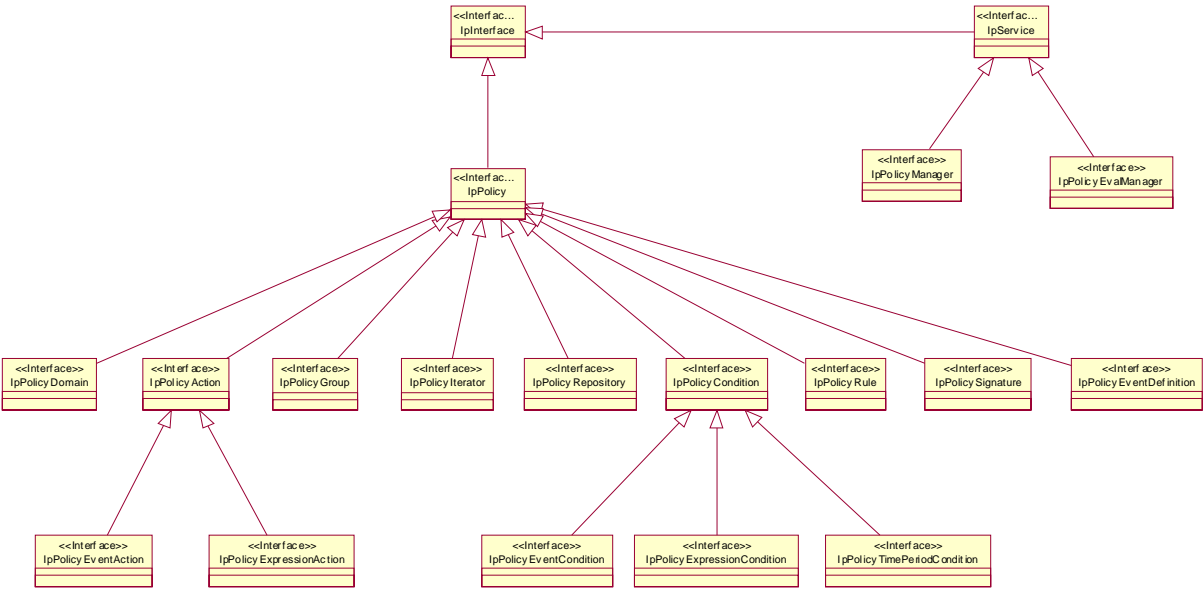 <<Interfac...
IpInterface
<<Interfac...
IpService
<<Interface>>
IpPolicyManager
<<Interface>>
IpPolicyEvalManager
<<Interfac...
IpPolicy
<<Interface>>
IpPolicyDomain
<<Interface>>
IpPolicyAction
<<Interface>>
IpPolicyGroup
<<Interface>>
IpPolicyIterator
<<Interface>>
IpPolicyRepository
<<Interface>>
IpPolicyCondition
<<Interface>>
IpPolicyRule
<<Interface>>
IpPolicySignature
<<Interface>>
IpPolicyEventDefinition
<<Interface>>
IpPolicyEventAction
<<Interface>>
IpPolicyExpressionAction
<<Interface>>
IpPolicyEventCondition
<<Interface>>
IpPolicyExpressionCondition
<<Interface>>
IpPolicyTimePeriodCondition